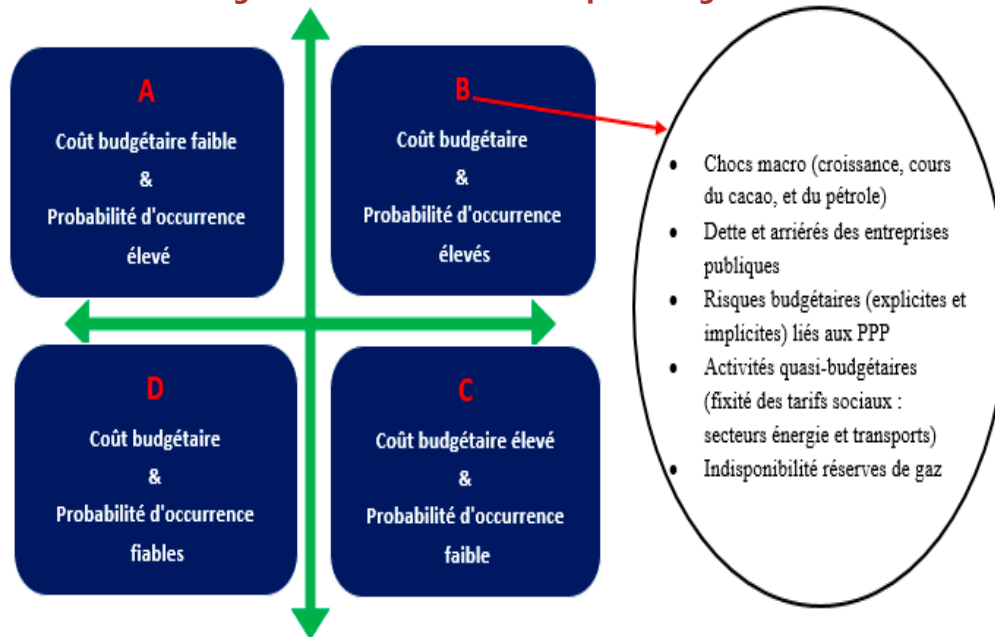 A
Coût budgétaire faible
&
Probabilité d'occurrence
élevé
B
Coût budgétaire
&
Probabilité d'occurrence
élevés
D
Coût budgétaire
&
Probabilité d'occurrence
fiables
C
Coût budgétaire élevé
&
Probabilité d'occurrence
faible
• Chocs macro (croissance, cours
du cacao, et du pétrole)
• Dette et arriérés des entreprises
publiques
• Risques budgétaires (explicites et
implicites) liés aux PPP
• Activités quasi-budgétaires
(fixité des tarifs sociaux :
secteurs énergie et transports)
• Indisponibilité réserves de gaz